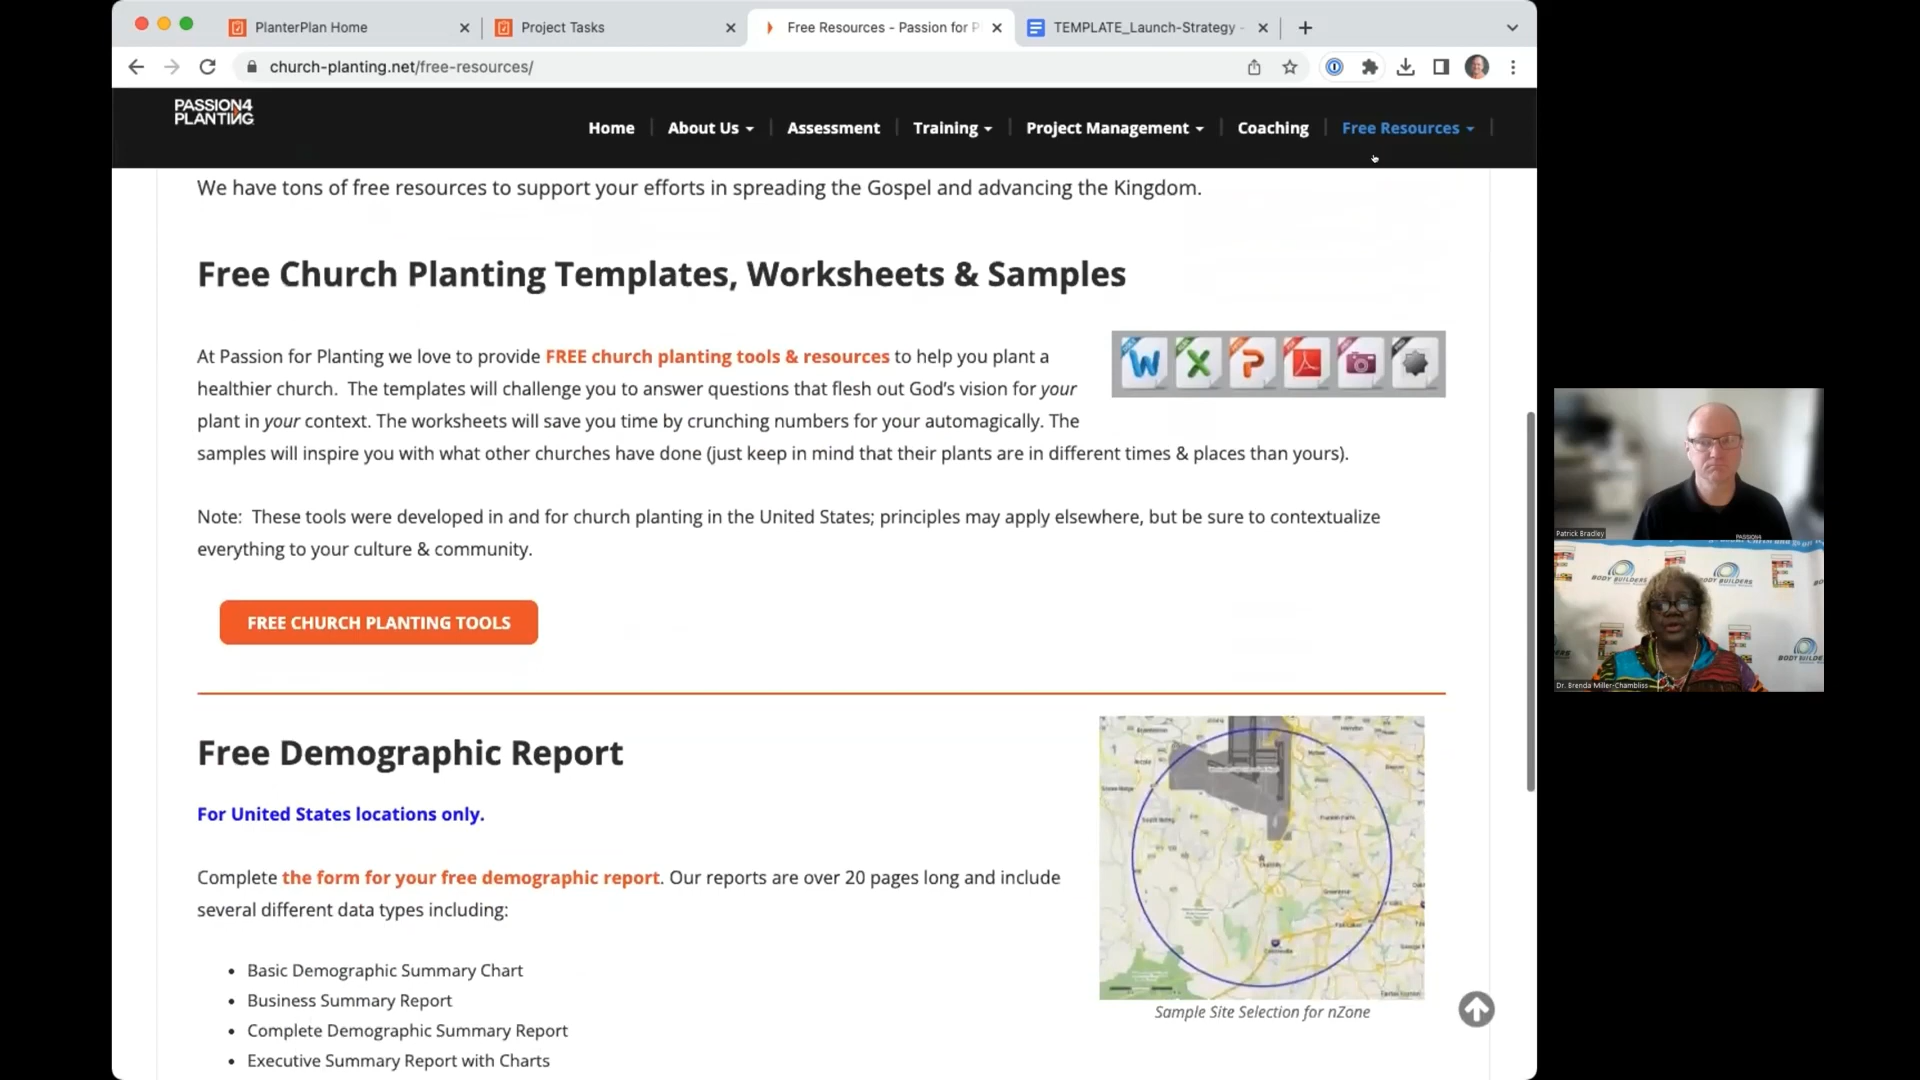 PlanterPlan Home
Project Tasks
Free Resources - Passion for P
TEMPLATE_Launch-Strategy -
church-planting.net/free-resources/
PASSION4
PLANTING
Home
About Us
Assessment
Training
Project Management
Coaching
Free Resources
We have tons of free resources to support your efforts in spreading the Gospel and advancing the Kingdom.
Free Church Planting Templates, Worksheets & Samples
At Passion for Planting we love to provide FREE church planting tools & resources to help you plant a
healthier church. The templates will challenge you to answer questions that flesh out God's vision for your
plant in your context. The worksheets will save you time by crunching numbers for your automagically. The
samples will inspire you with what other churches have done (just keep in mind that their plants are in different times & places than yours).
Note: These tools were developed in and for church planting in the United States; principles may apply elsewhere, but be sure to contextualize
everything to your culture & community.
FREE CHURCH PLANTING TOOLS
Free Demographic Report
For United States locations only.
Complete the form for your free demographic report. Our reports are over 20 pages long and include
several different data types including:
Basic Demographic Summary Chart
Business Summary Report
Complete Demographic Summary Report
Executive Summary Report with Charts
Sample Site Selection for nZone
Patrick Bradley
PASSION4
BODY BUILDERS
BODY BUILDERS
Dr. Brenda Miller-Chambliss